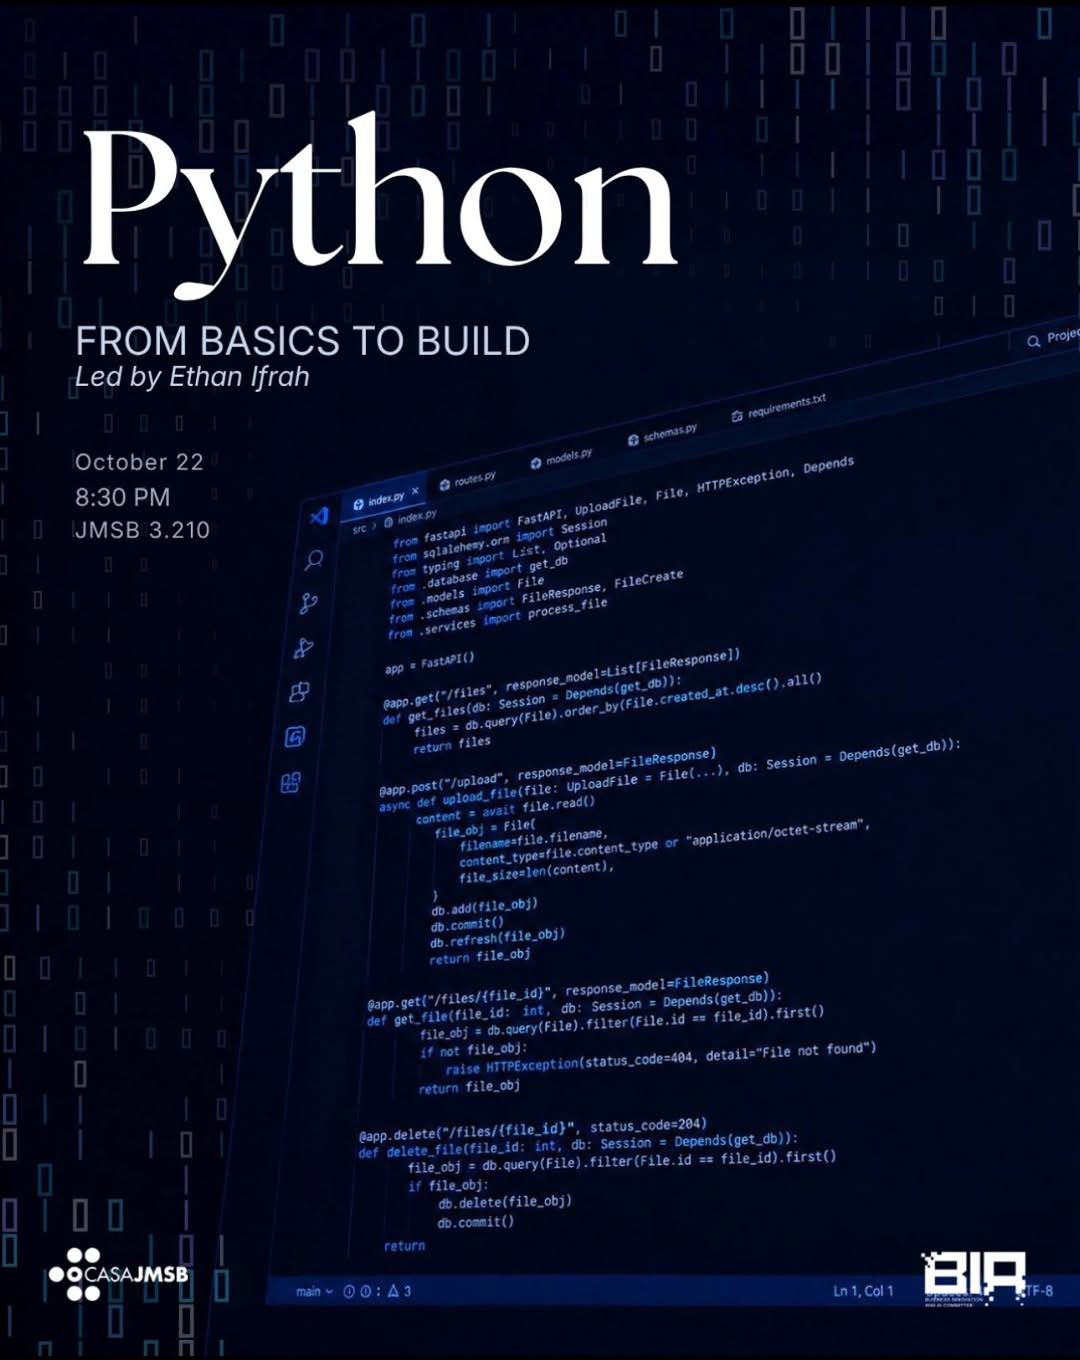 Python
FROM BASICS TO BUILD
Led by Ethan Ifrah
October 22
8:30 PM
JMSB 3.210
Projec
index.py ×
routes.py
models.py
schemas.py
requirements.txt
src > index.py
from fastapi import FastAPI, UploadFile, File, HTTPException, Depends
from sqlalehemy.orm import Session
from typing import List, Optional
from .database import get_db
from .models import File
from .schemas import FileResponse, FileCreate
from .services import process_file
app = FastAPI()
@app.get("/files", response_model=List[FileResponse])
def get_files(db: Session = Depends(get_db)):
files = db.query(File).order_by(File.created_at.desc().all()
return files
@app.post("/upload", response_model=FileResponse)
async def upload_file(file: UploadFile = File(...), db: Session = Depends(get_db)):
content = await file.read()
file_obj = File(
filename=file.filename,
content_type=file.content_type or "application/octet-stream",
file_size=len(content),
}
db.add(file_obj)
db.commit()
db.refresh(file_obj)
return file_obj
@app.get("/files/{file_id}", response_model=FileResponse)
def get_file(file_id: int, db: Session = Depends(get_db)):
file_obj = db.query(File).filter(File.id == file_id).first()
if not file_obj:
raise HTTPException(status_code=404, detail="File not found")
return file_obj
@app.delete("/files/{file_id}", status_code=204)
def delete_file(file_id: int, db: Session = Depends(get_db)):
file_obj = db.query(File).filter(File.id == file_id).first()
if file_obj:
db.delete(file_obj)
db.commit()
return
main
3
Ln 1, Col 1
TF-8
CASAJMSB
BIA
BUSINESS INNOVATION
AND AI COMMITTEE